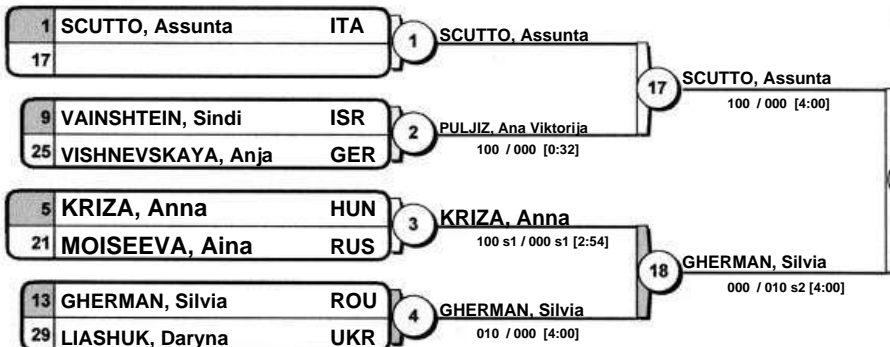 1 SCUTTO, Assunta ITA
17
1 SCUTTO, Assunta
17 SCUTTO, Assunta
100 / 000 [4:00]
9 VAINSHTEIN, Sindi ISR
25 VISHNEVSKAYA, Anja GER
2 PULJIZ, Ana Viktorija
100 / 000 [0:32]
5 KRIZA, Anna HUN
21 MOISEEVA, Aina RUS
3 KRIZA, Anna
100 s1 / 000 s1 [2:54]
18 GHERMAN, Silvia
000 / 010 s2 [4:00]
13 GHERMAN, Silvia ROU
29 LIASHUK, Daryna UKR
4 GHERMAN, Silvia
010 / 000 [4:00]